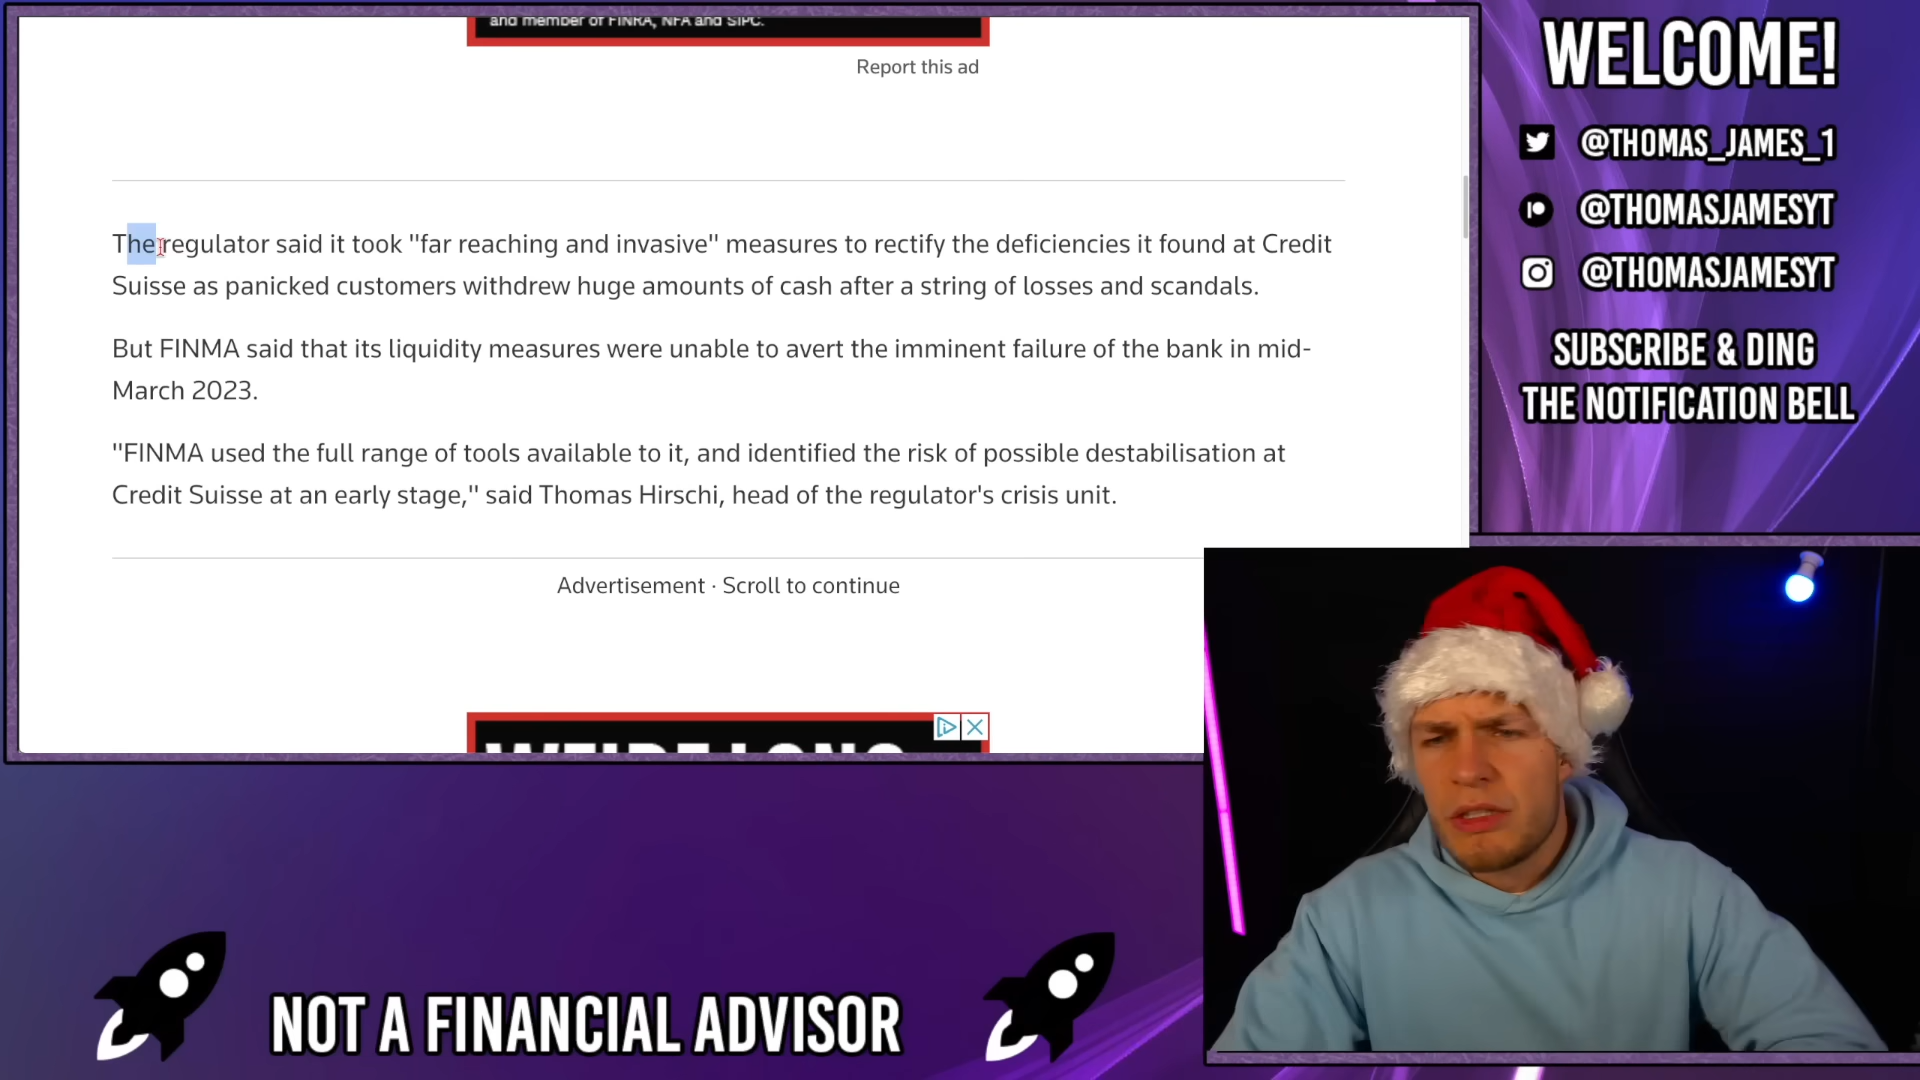 and member of FINRA, NFA and SIPC.
Report this ad
The regulator said it took "far reaching and invasive" measures to rectify the deficiencies it found at Credit
Suisse as panicked customers withdrew huge amounts of cash after a string of losses and scandals.
But FINMA said that its liquidity measures were unable to avert the imminent failure of the bank in mid-
March 2023.
"FINMA used the full range of tools available to it, and identified the risk of possible destabilisation at
Credit Suisse at an early stage," said Thomas Hirschi, head of the regulator's crisis unit.
Advertisement · Scroll to continue
WELCOME!
@THOMAS_JAMES_1
@THOMASJAMESYT
@THOMASJAMESYT
SUBSCRIBE & DING
THE NOTIFICATION BELL
NOT A FINANCIAL ADVISOR